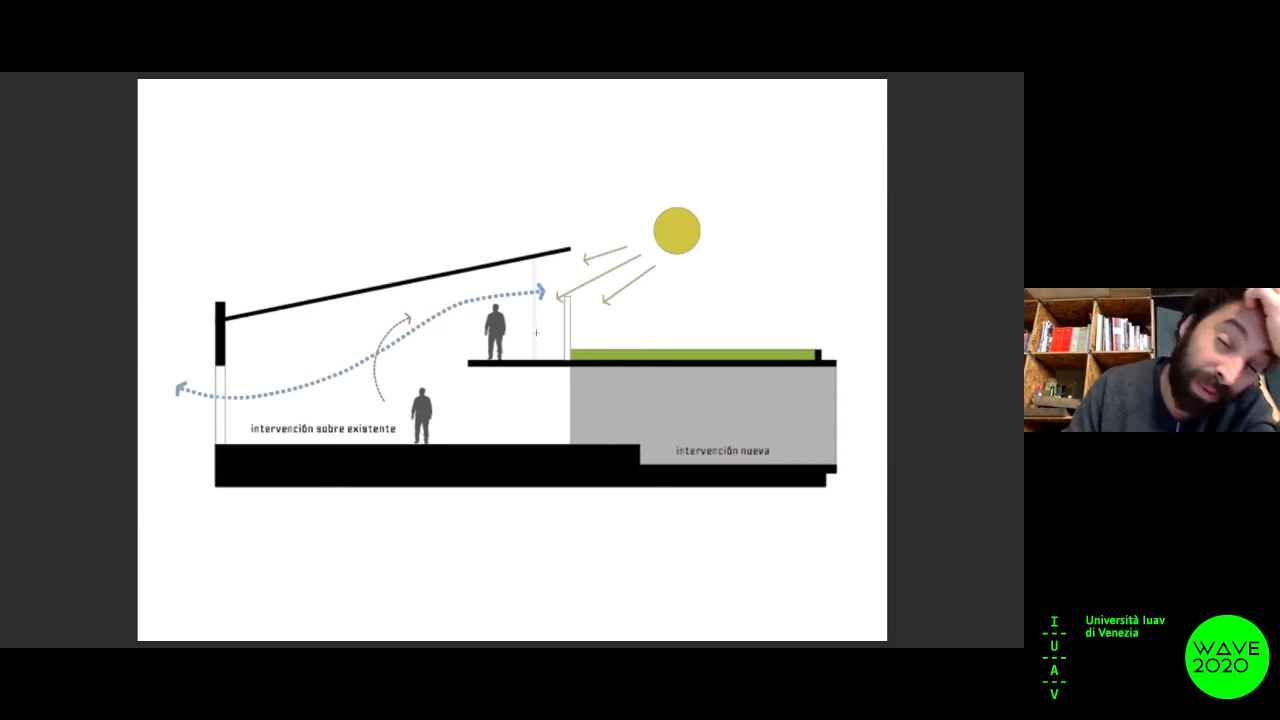 intervención sobre existente
intervención nueva
I
U
A
V
Università Iuav
di Venezia
WAVE
2020